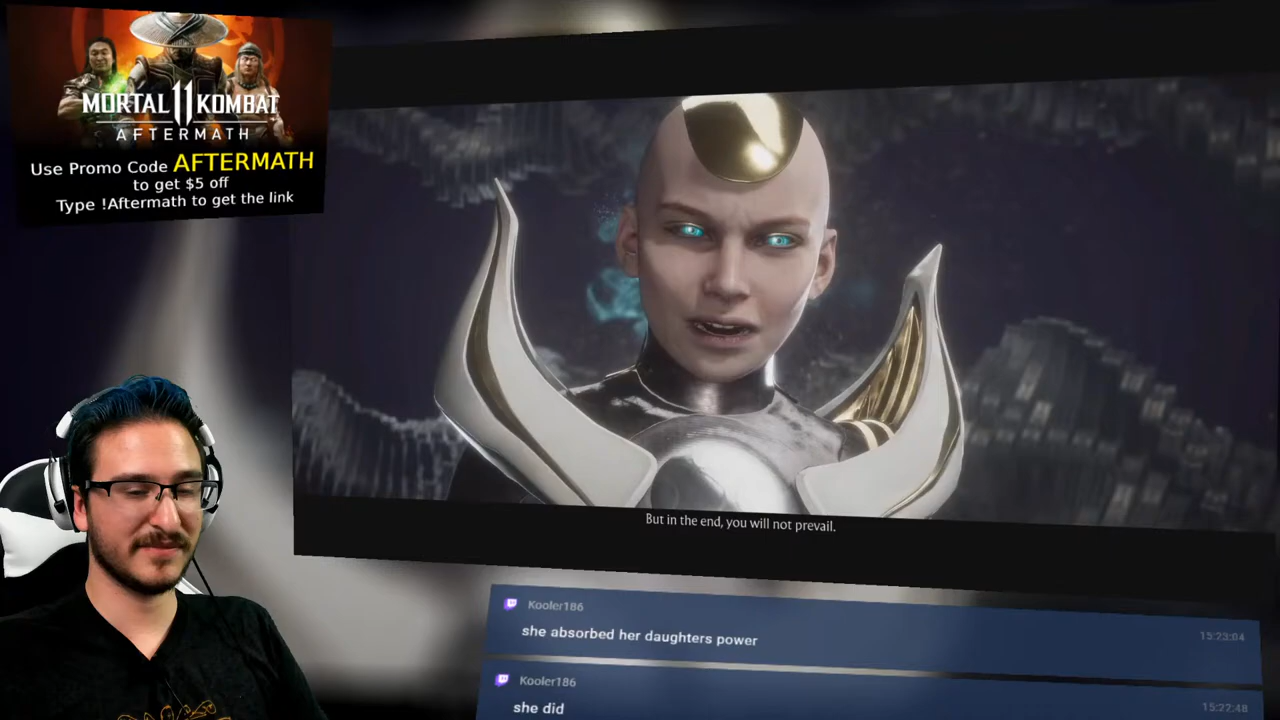 MORTAL 11 KOMBAT
AFTERMATH
Use Promo Code AFTERMATH
to get $5 off
Type !Aftermath to get the link
But in the end, you will not prevail.
Kooler186
she absorbed her daughters power
15:23:04
Kooler186
she did
15:22:48